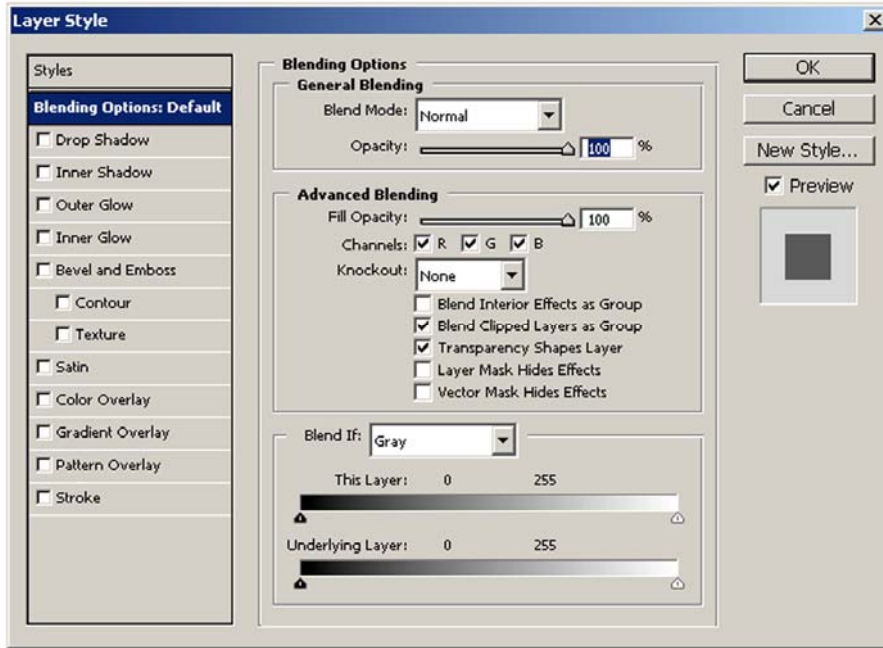 Layer Style
Styles
Blending Options: Default
Drop Shadow
Inner Shadow
Outer Glow
Inner Glow
Bevel and Emboss
Contour
Texture
Satin
Color Overlay
Gradient Overlay
Pattern Overlay
Stroke
Blending Options
General Blending
Blend Mode: Normal
Opacity: 100 %
Advanced Blending
Fill Opacity: 100 %
Channels: R G B
Knockout: None
Blend Interior Effects as Group
Blend Clipped Layers as Group
Transparency Shapes Layer
Layer Mask Hides Effects
Vector Mask Hides Effects
Blend If: Gray
This Layer: 0 255
Underlying Layer: 0 255
OK
Cancel
New Style...
Preview